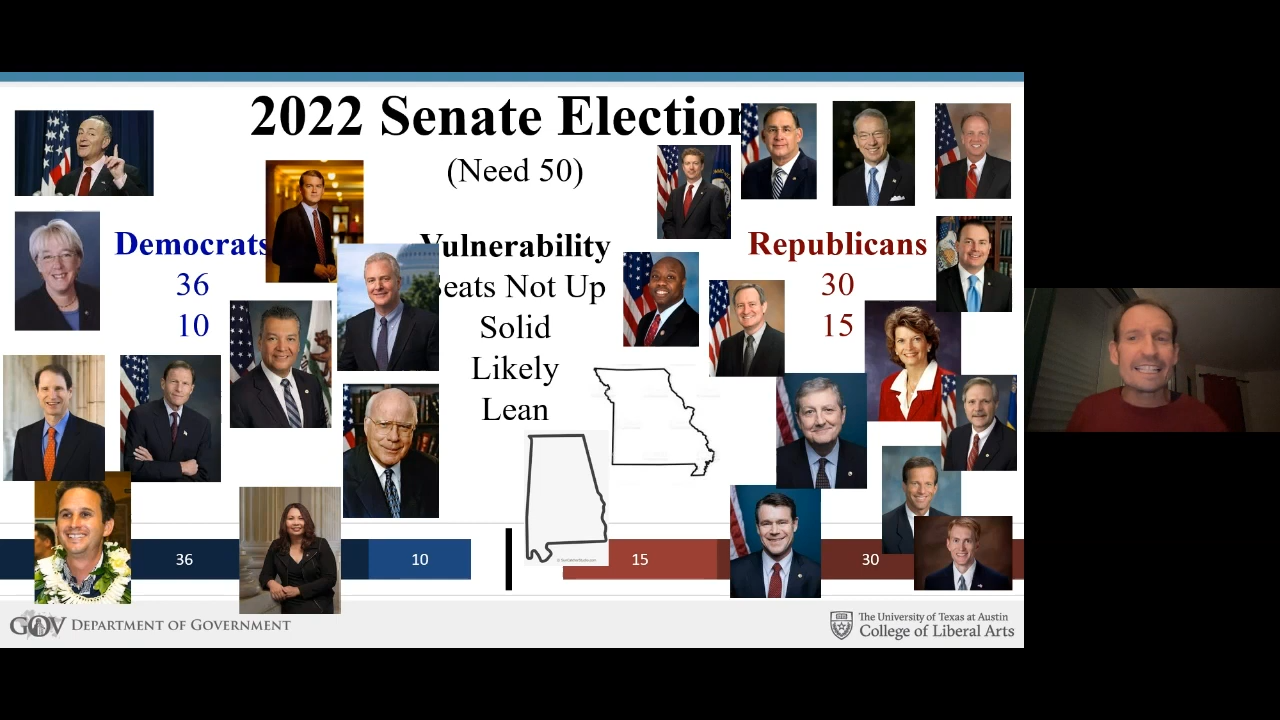 2022 Senate Election
(Need 50)
Democrats
Vulnerability
Republicans
36
Seats Not Up
30
10
Solid
15
Likely
Lean
36
10
15
30
GOV DEPARTMENT OF GOVERNMENT
The University of Texas at Austin
College of Liberal Arts